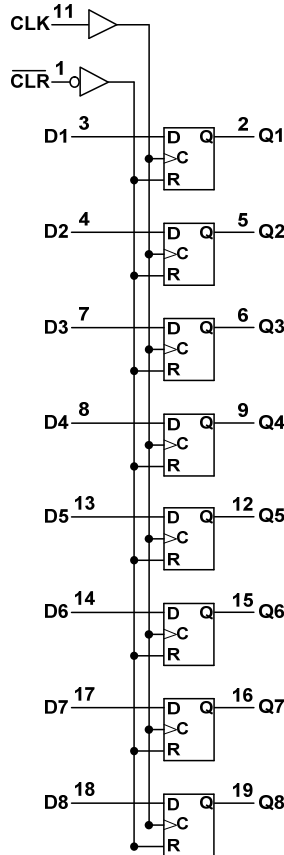 CLK 11
CLR 1
D1 3 D Q 2 Q1
C
R
D2 4 D Q 5 Q2
C
R
D3 7 D Q 6 Q3
C
R
D4 8 D Q 9 Q4
C
R
D5 13 D Q 12 Q5
C
R
D6 14 D Q 15 Q6
C
R
D7 17 D Q 16 Q7
C
R
D8 18 D Q 19 Q8
C
R